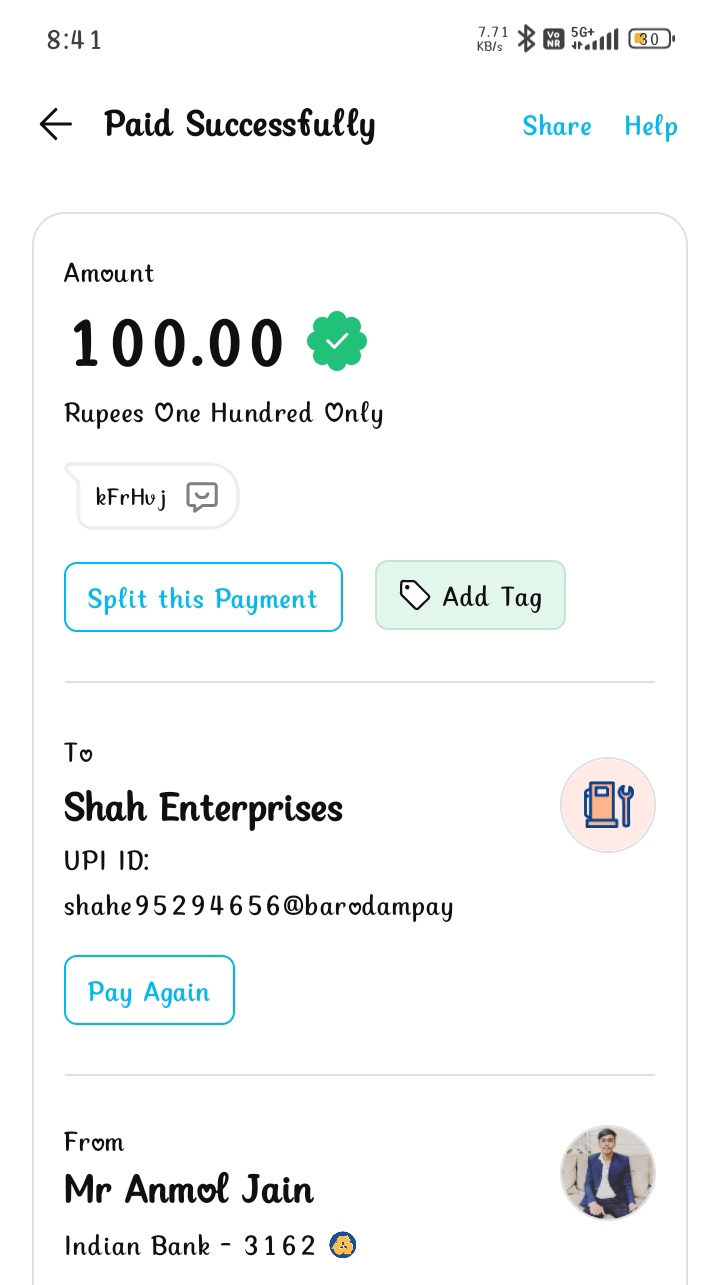 8:41
7.71 KB/s Vo NR 5G+ 30
Paid Successfully
Share Help
Amount
100.00
Rupees One Hundred Only
kFrHvj
Split this Payment
Add Tag
To
Shah Enterprises
UPI ID:
shahe95294656@barodampay
Pay Again
From
Mr Anmol Jain
Indian Bank - 3162